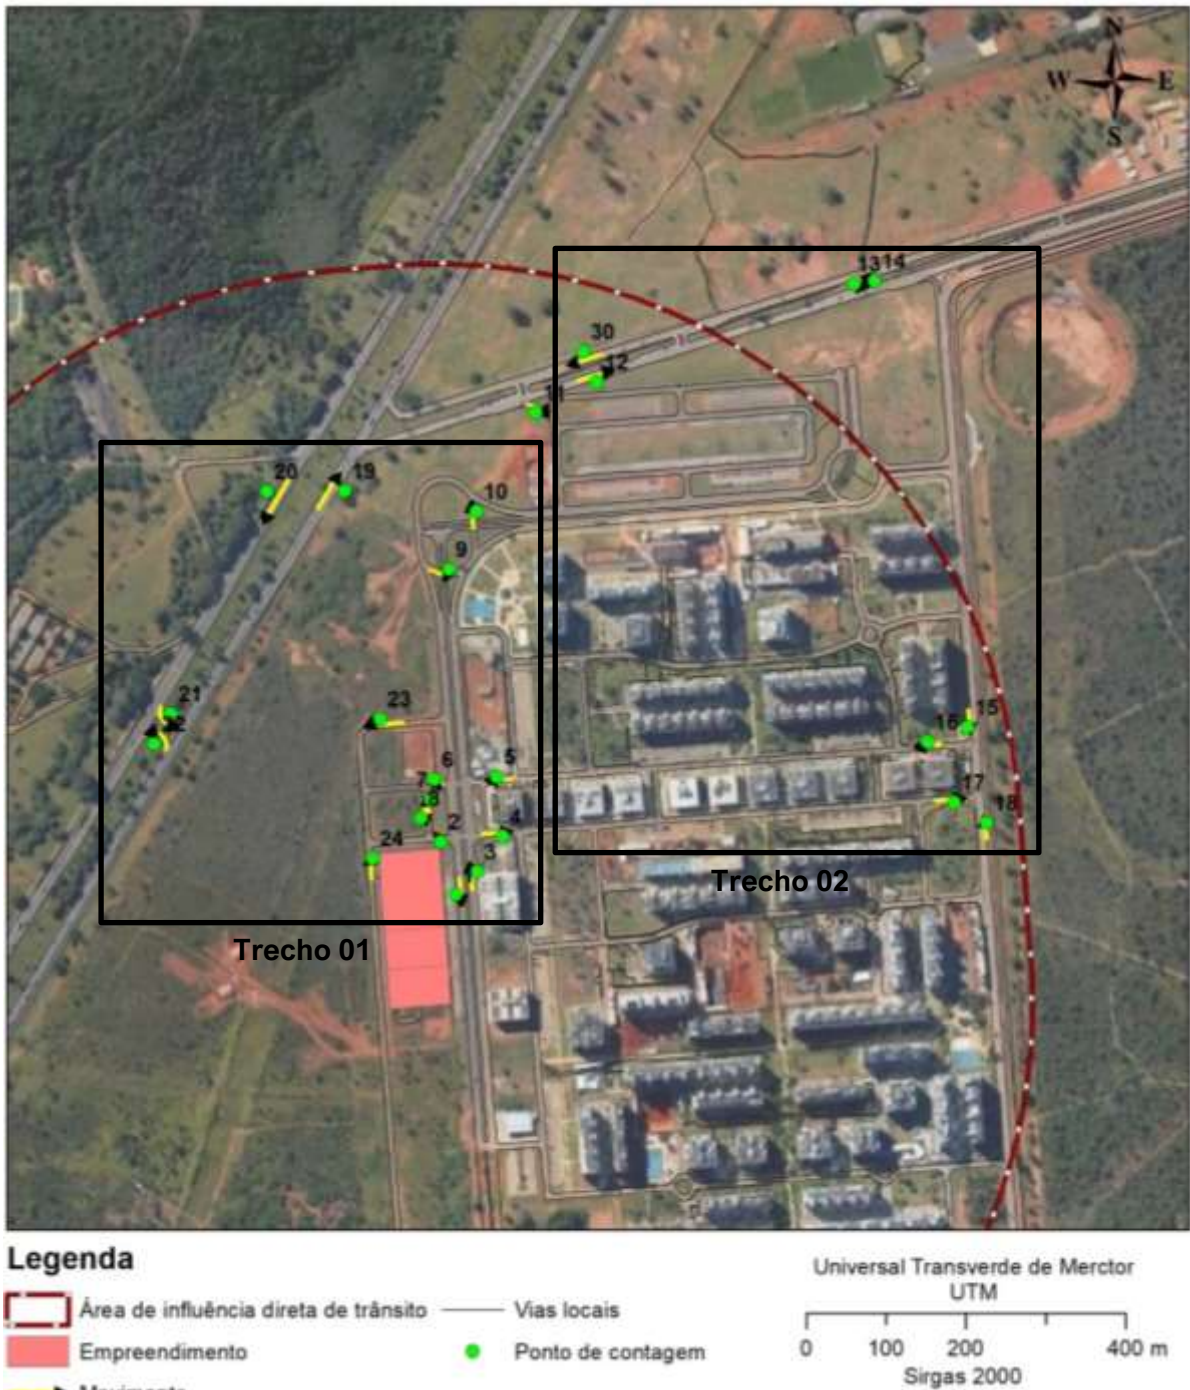 N
W E
S
13 14
30
12
11
20 19
10
9
21
23
15
16
6
5
7
17
18
4
2
3
24
Trecho 02
Trecho 01
Legenda
Área de influência direta de trânsito
Vias locais
Empreendimento
Ponto de contagem
Universal Transverde de Merctor
UTM
0 100 200 400 m
Sirgas 2000